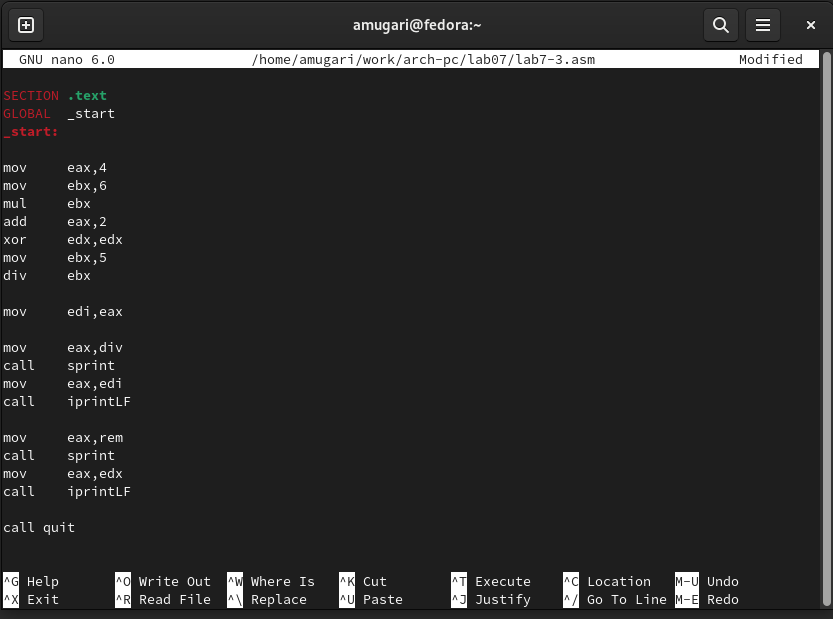 amugari@fedora:~
GNU nano 6.0 /home/amugari/work/arch-pc/lab07/lab7-3.asm Modified
SECTION .text
GLOBAL _start
_start:
mov eax,4
mov ebx,6
mul ebx
add eax,2
xor edx,edx
mov ebx,5
div ebx
mov edi,eax
mov eax,div
call sprint
mov eax,edi
call iprintLF
mov eax,rem
call sprint
mov eax,edx
call iprintLF
call quit
^G Help ^O Write Out ^W Where Is ^K Cut ^T Execute ^C Location M-U Undo
^X Exit ^R Read File ^\ Replace ^U Paste ^J Justify ^/ Go To Line M-E Redo